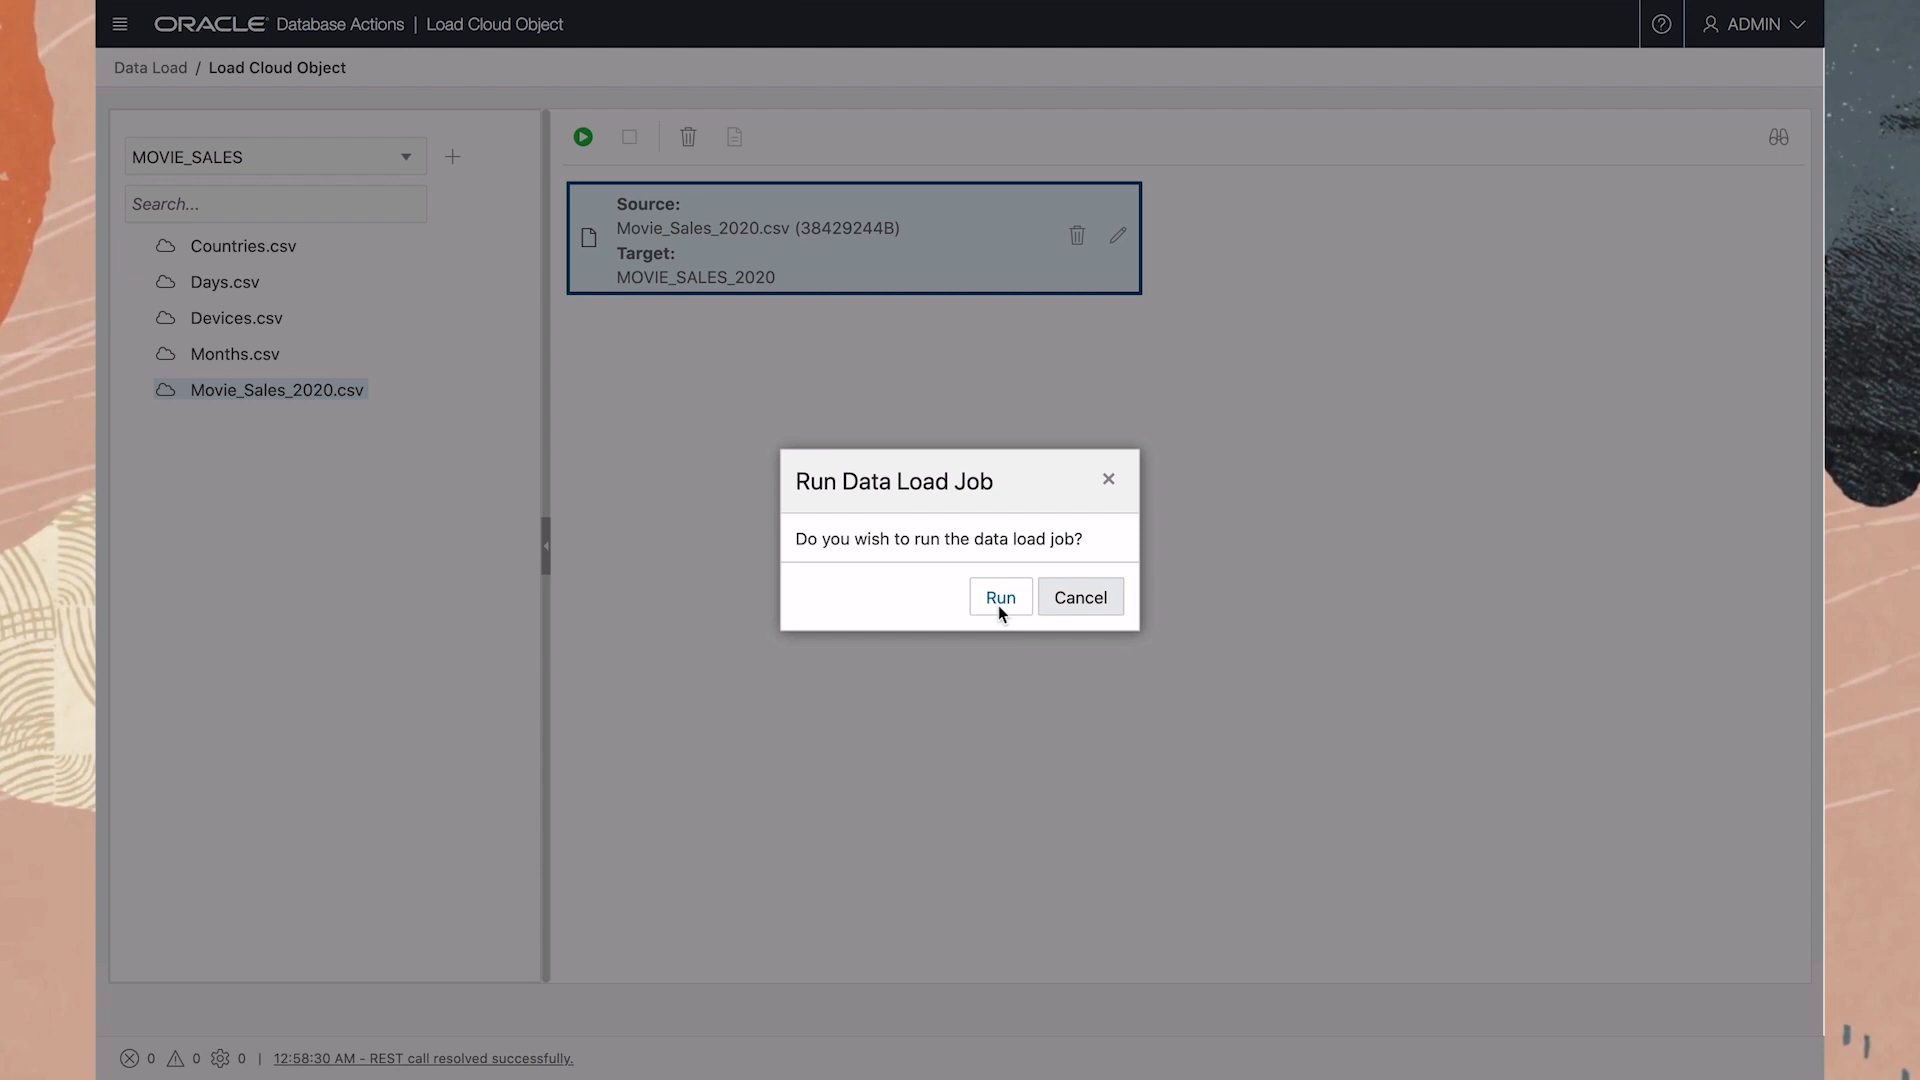 ORACLE Database Actions | Load Cloud Object
ADMIN
Data Load / Load Cloud Object
MOVIE_SALES
Search...
Countries.csv
Days.csv
Devices.csv
Months.csv
Movie_Sales_2020.csv
Source:
Movie_Sales_2020.csv (38429244B)
Target:
MOVIE_SALES_2020
Run Data Load Job
Do you wish to run the data load job?
Run Cancel
0 0 0 | 12:58:30 AM - REST call resolved successfully.